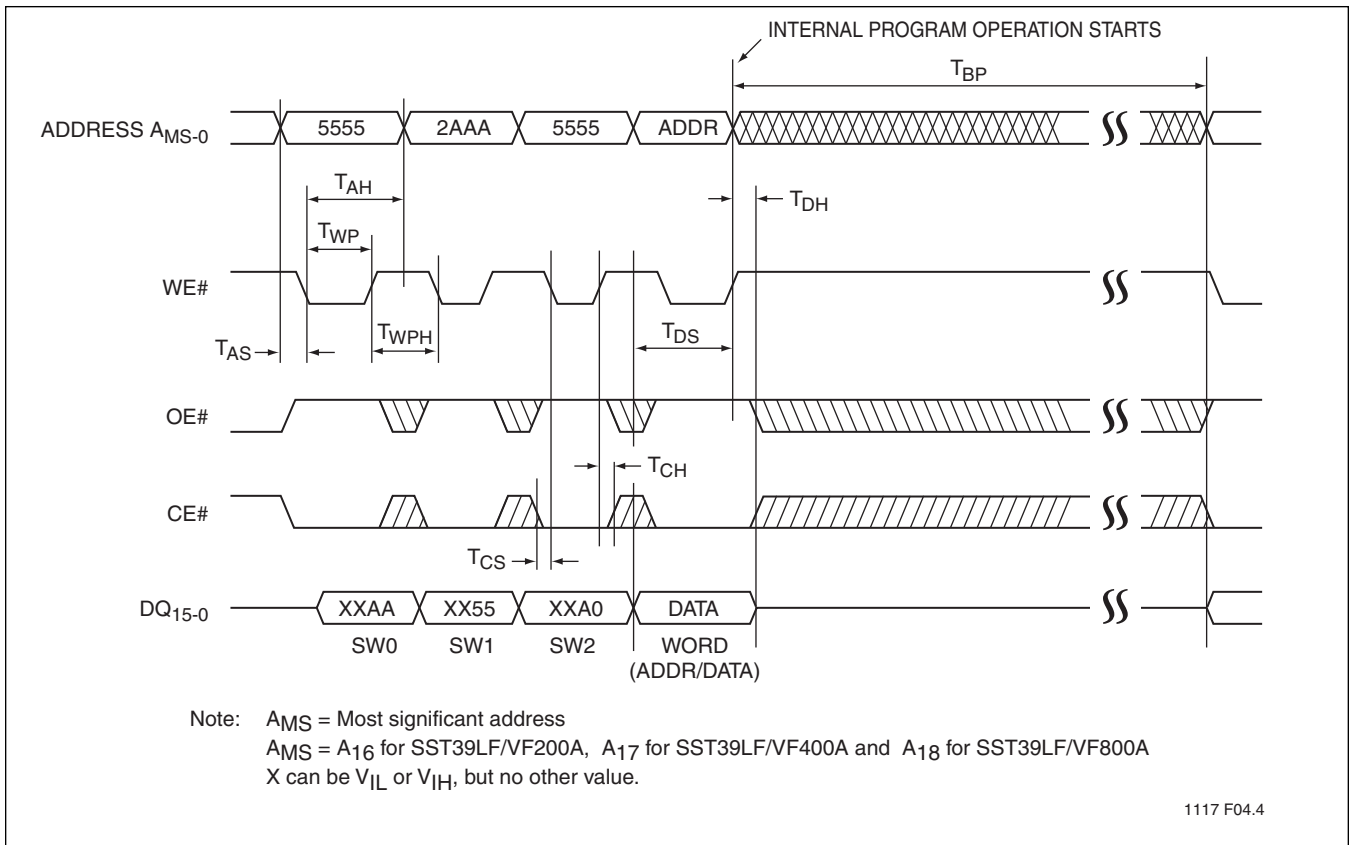 INTERNAL PROGRAM OPERATION STARTS
TBP
ADDRESS AMS-0
5555
2AAA
5555
ADDR
TAH
TDH
TWP
WE#
TWPH
TDS
TAS
OE#
TCH
CE#
TCS
DQ15-0
XXAA
XX55
XXA0
DATA
SW0
SW1
SW2
WORD
(ADDR/DATA)
Note: AMS = Most significant address
AMS = A16 for SST39LF/VF200A, A17 for SST39LF/VF400A and A18 for SST39LF/VF800A
X can be VIL or VIH, but no other value.
1117 F04.4